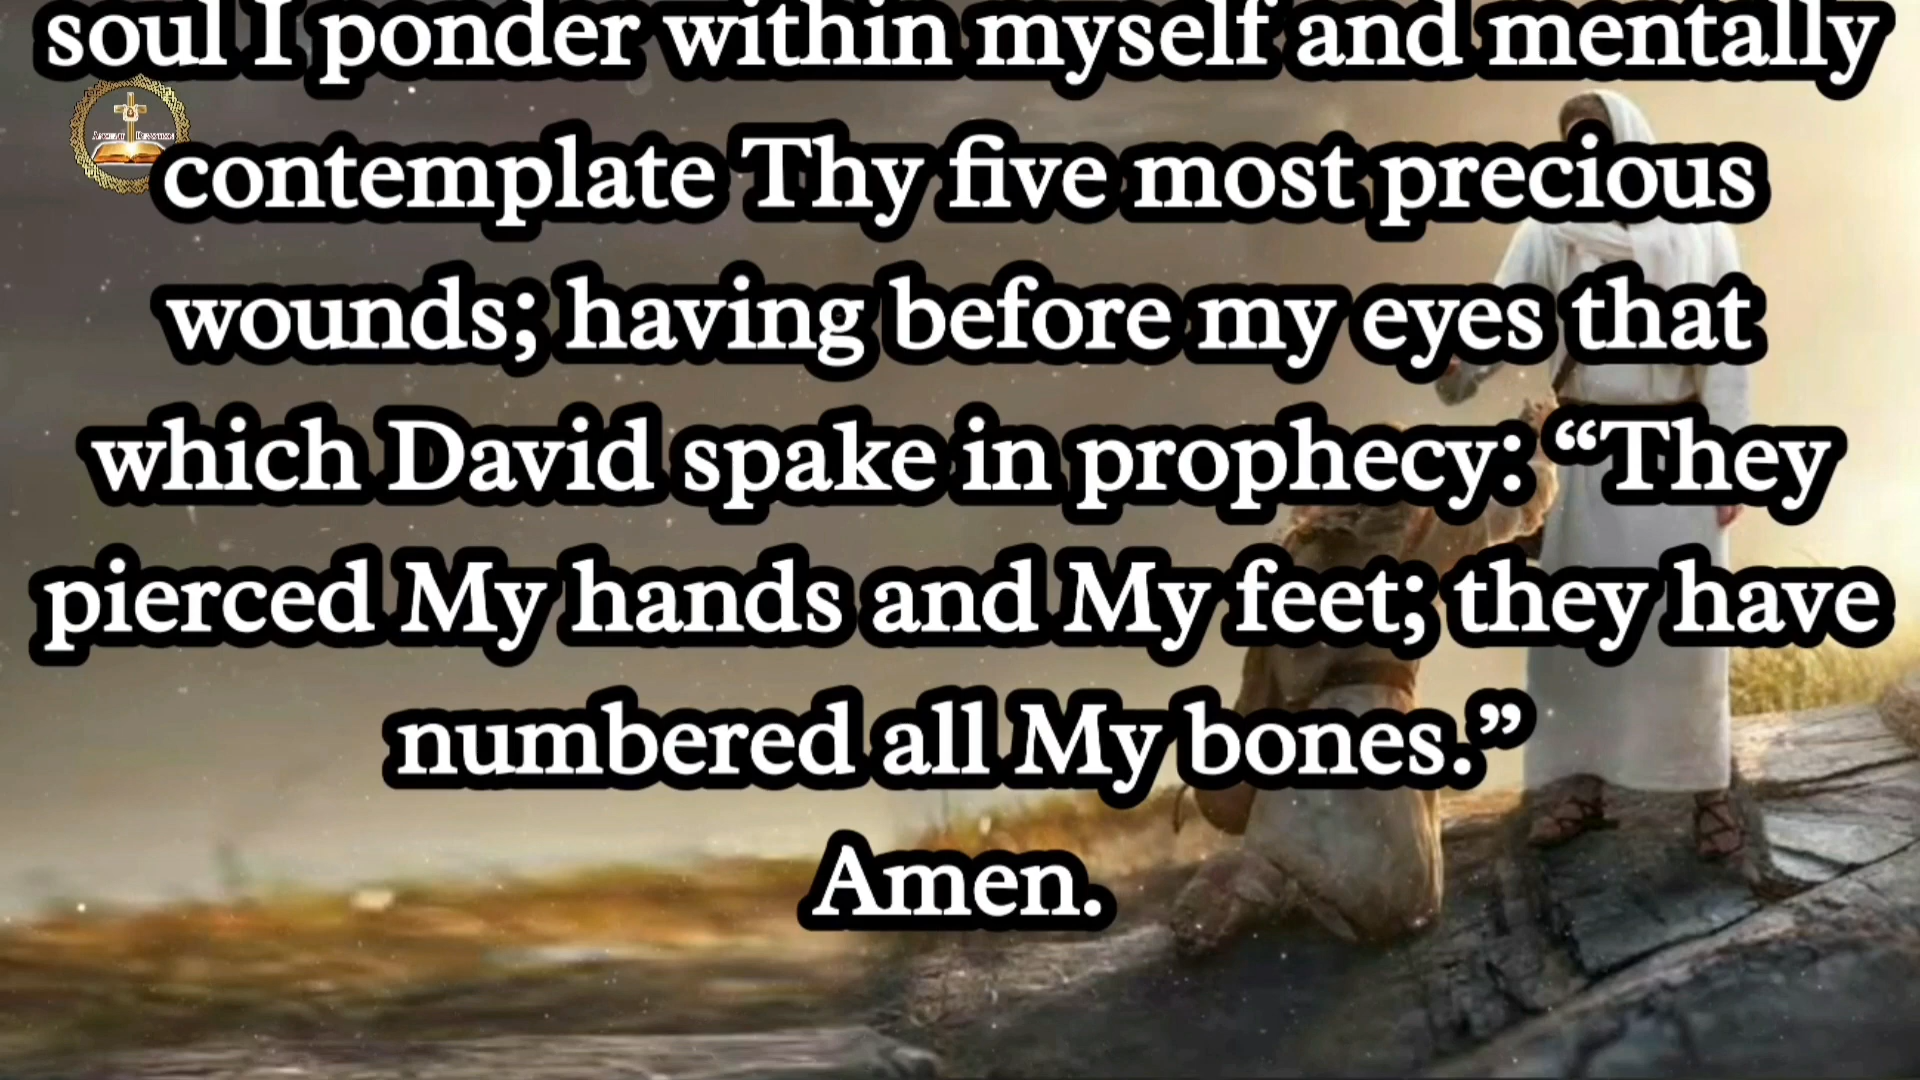 soul I ponder within myself and mentally
contemplate Thy five most precious
wounds; having before my eyes that
which David spake in prophecy: “They
pierced My hands and My feet; they have
numbered all My bones.”
Amen.